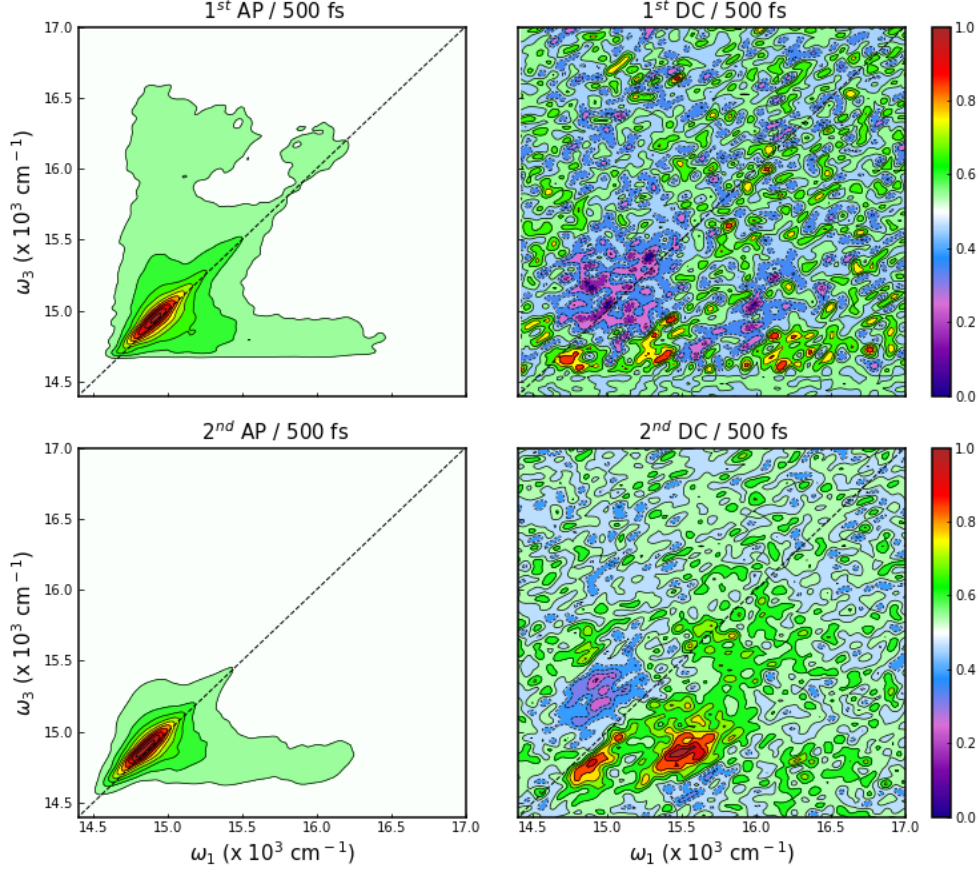 1st AP / 500 fs
1st DC / 500 fs
17.0
16.5
16.0
15.5
15.0
14.5
ω3 (x 10³ cm⁻¹)
1.0
0.8
0.6
0.4
0.2
0.0
2nd AP / 500 fs
2nd DC / 500 fs
17.0
16.5
16.0
15.5
15.0
14.5
ω3 (x 10³ cm⁻¹)
1.0
0.8
0.6
0.4
0.2
0.0
14.5 15.0 15.5 16.0 16.5 17.0
14.5 15.0 15.5 16.0 16.5 17.0
ω1 (x 10³ cm⁻¹)
ω1 (x 10³ cm⁻¹)